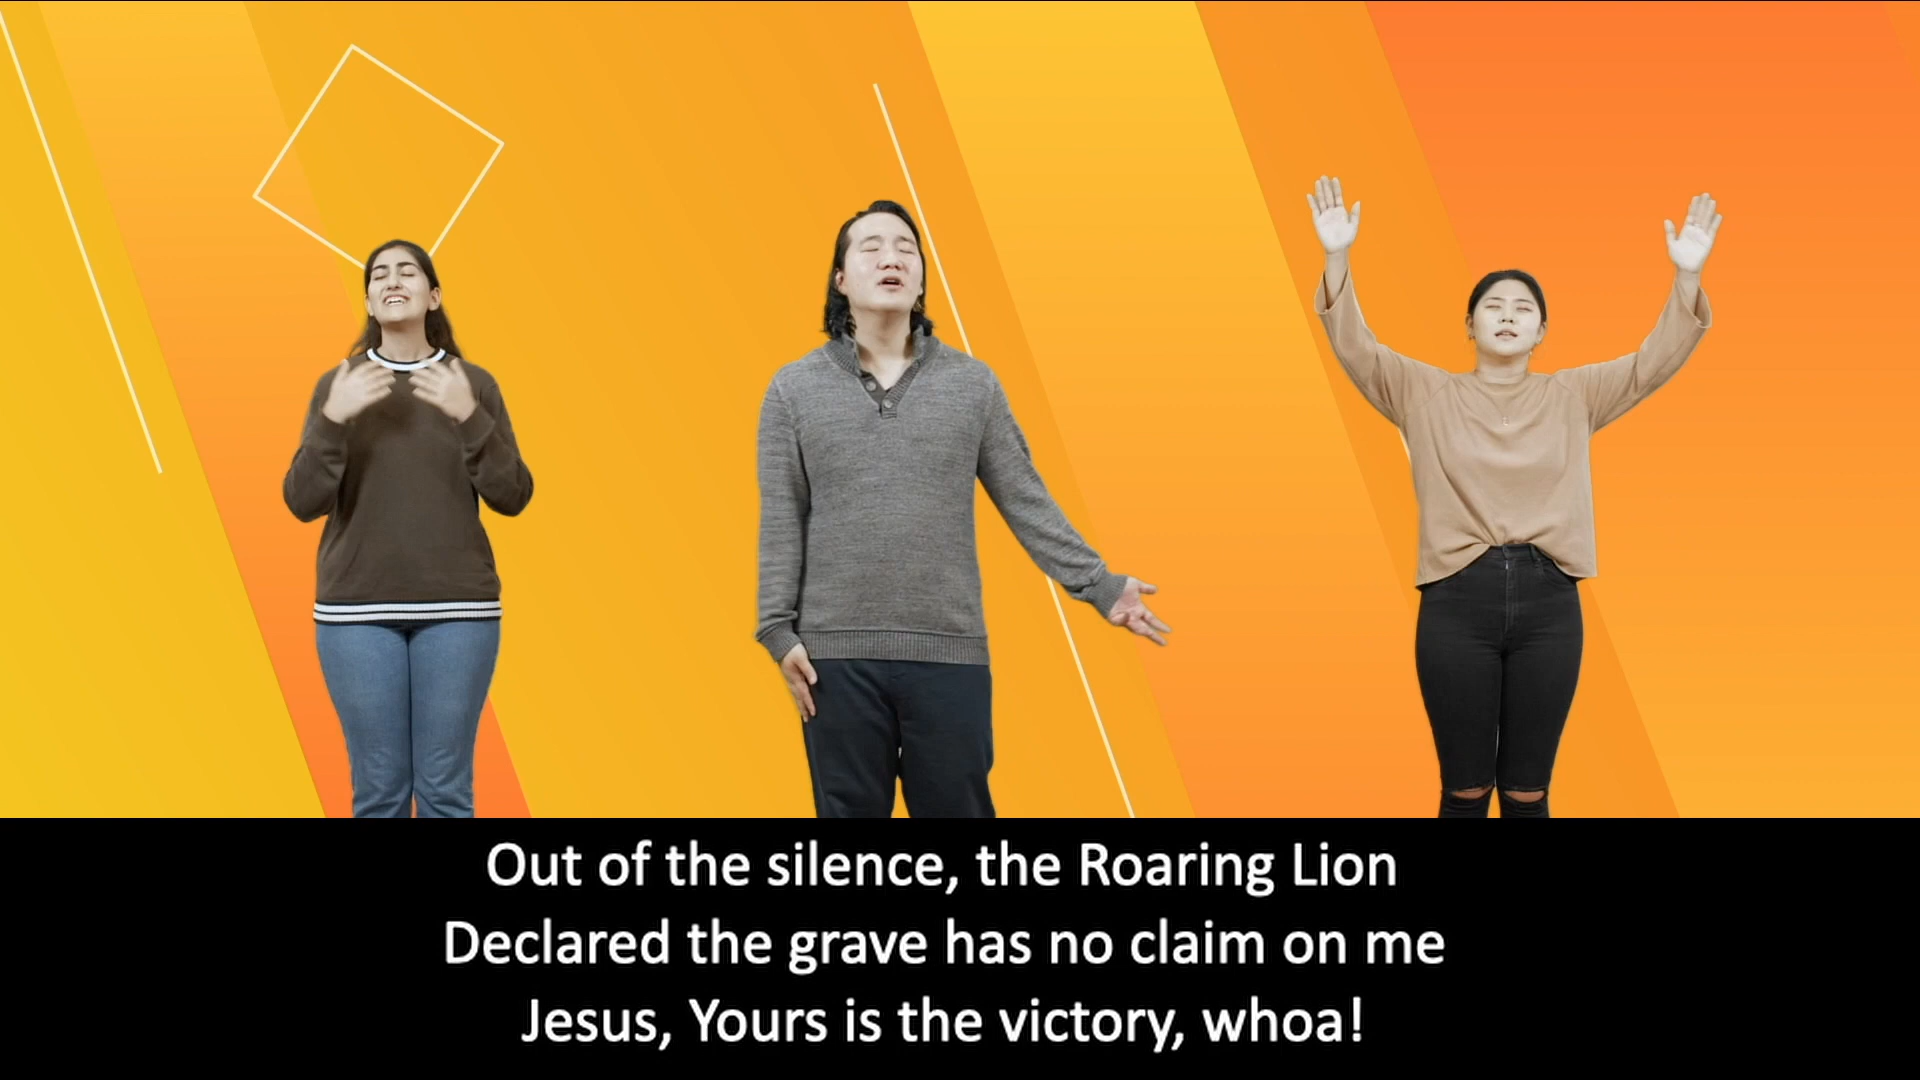 Out of the silence, the Roaring Lion
Declared the grave has no claim on me
Jesus, Yours is the victory, whoa!